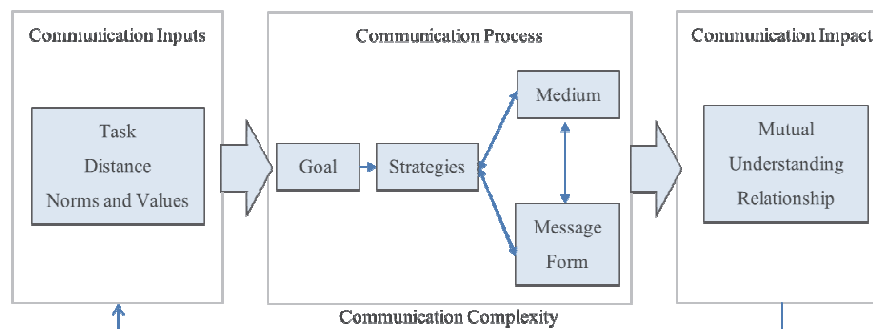 Communication Inputs
Task
Distance
Norms and Values
Communication Process
Goal
Strategies
Medium
Message
Form
Communication Complexity
Communication Impact
Mutual
Understanding
Relationship